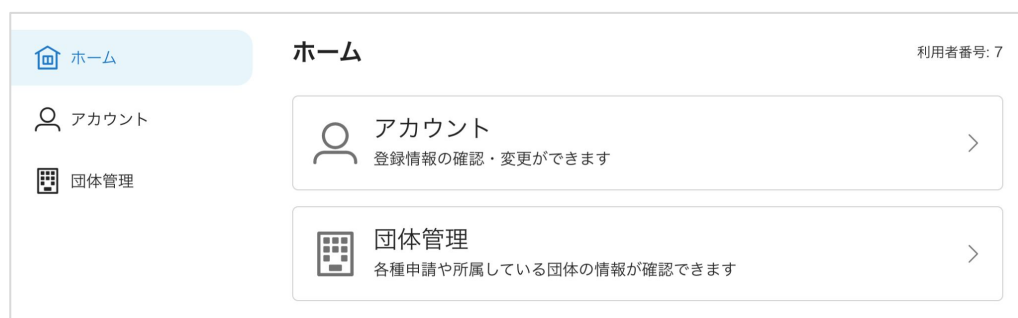 ホーム
アカウント
団体管理
ホーム
利用者番号: 7
アカウント
登録情報の確認・変更ができます
団体管理
各種申請や所属している団体の情報が確認できます